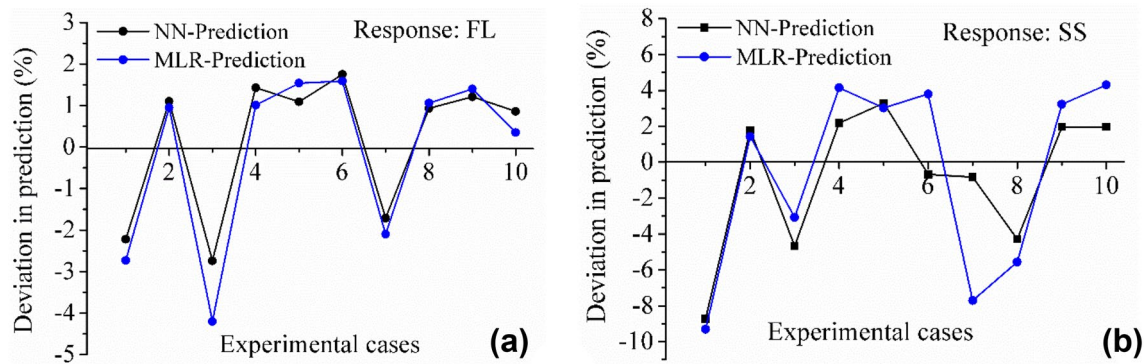 NN-Prediction
MLR-Prediction
Response: FL
Deviation in prediction (%)
3
2
1
0
-1
-2
-3
-4
-5
2
4
6
8
10
Experimental cases
(a)
NN-Prediction
MLR-Prediction
Response: SS
Deviation in prediction (%)
8
6
4
2
0
-2
-4
-6
-8
-10
2
4
6
8
10
Experimental cases
(b)